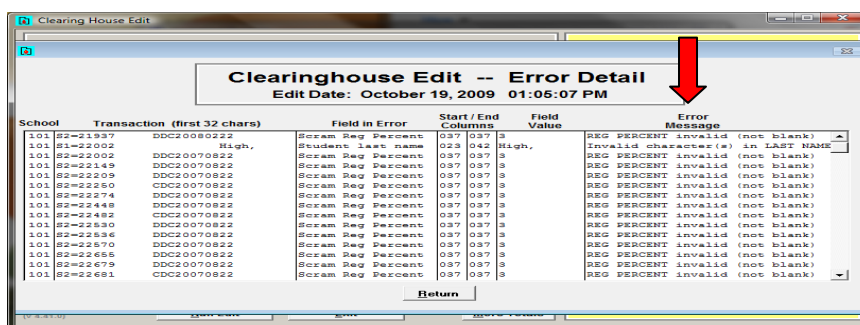 Clearing House Edit
Clearinghouse Edit -- Error Detail
Edit Date: October 19, 2009 01:05:07 PM
School Transaction (first 32 chars) Field in Error Start / End Columns Field Value Error Message
101 S2=21937 DDC20080222 Scram Reg Percent 037 037 3 REG PERCENT invalid (not blank)
101 S1=22002 High, Student last name 023 042 High, Invalid character(s) in LAST NAME
101 S2=22002 DDC20070822 Scram Reg Percent 037 037 3 REG PERCENT invalid (not blank)
101 S2=22149 DDC20070822 Scram Reg Percent 037 037 3 REG PERCENT invalid (not blank)
101 S2=22209 DDC20070822 Scram Reg Percent 037 037 3 REG PERCENT invalid (not blank)
101 S2=22250 CDC20070822 Scram Reg Percent 037 037 3 REG PERCENT invalid (not blank)
101 S2=22274 DDC20070822 Scram Reg Percent 037 037 3 REG PERCENT invalid (not blank)
101 S2=22448 DDC20070822 Scram Reg Percent 037 037 3 REG PERCENT invalid (not blank)
101 S2=22482 CDC20070822 Scram Reg Percent 037 037 3 REG PERCENT invalid (not blank)
101 S2=22530 DDC20070822 Scram Reg Percent 037 037 3 REG PERCENT invalid (not blank)
101 S2=22536 DDC20070822 Scram Reg Percent 037 037 3 REG PERCENT invalid (not blank)
101 S2=22570 DDC20070822 Scram Reg Percent 037 037 3 REG PERCENT invalid (not blank)
101 S2=22655 DDC20070822 Scram Reg Percent 037 037 3 REG PERCENT invalid (not blank)
101 S2=22679 DDC20070822 Scram Reg Percent 037 037 3 REG PERCENT invalid (not blank)
101 S2=22681 CDC20070822 Scram Reg Percent 037 037 3 REG PERCENT invalid (not blank)
Return